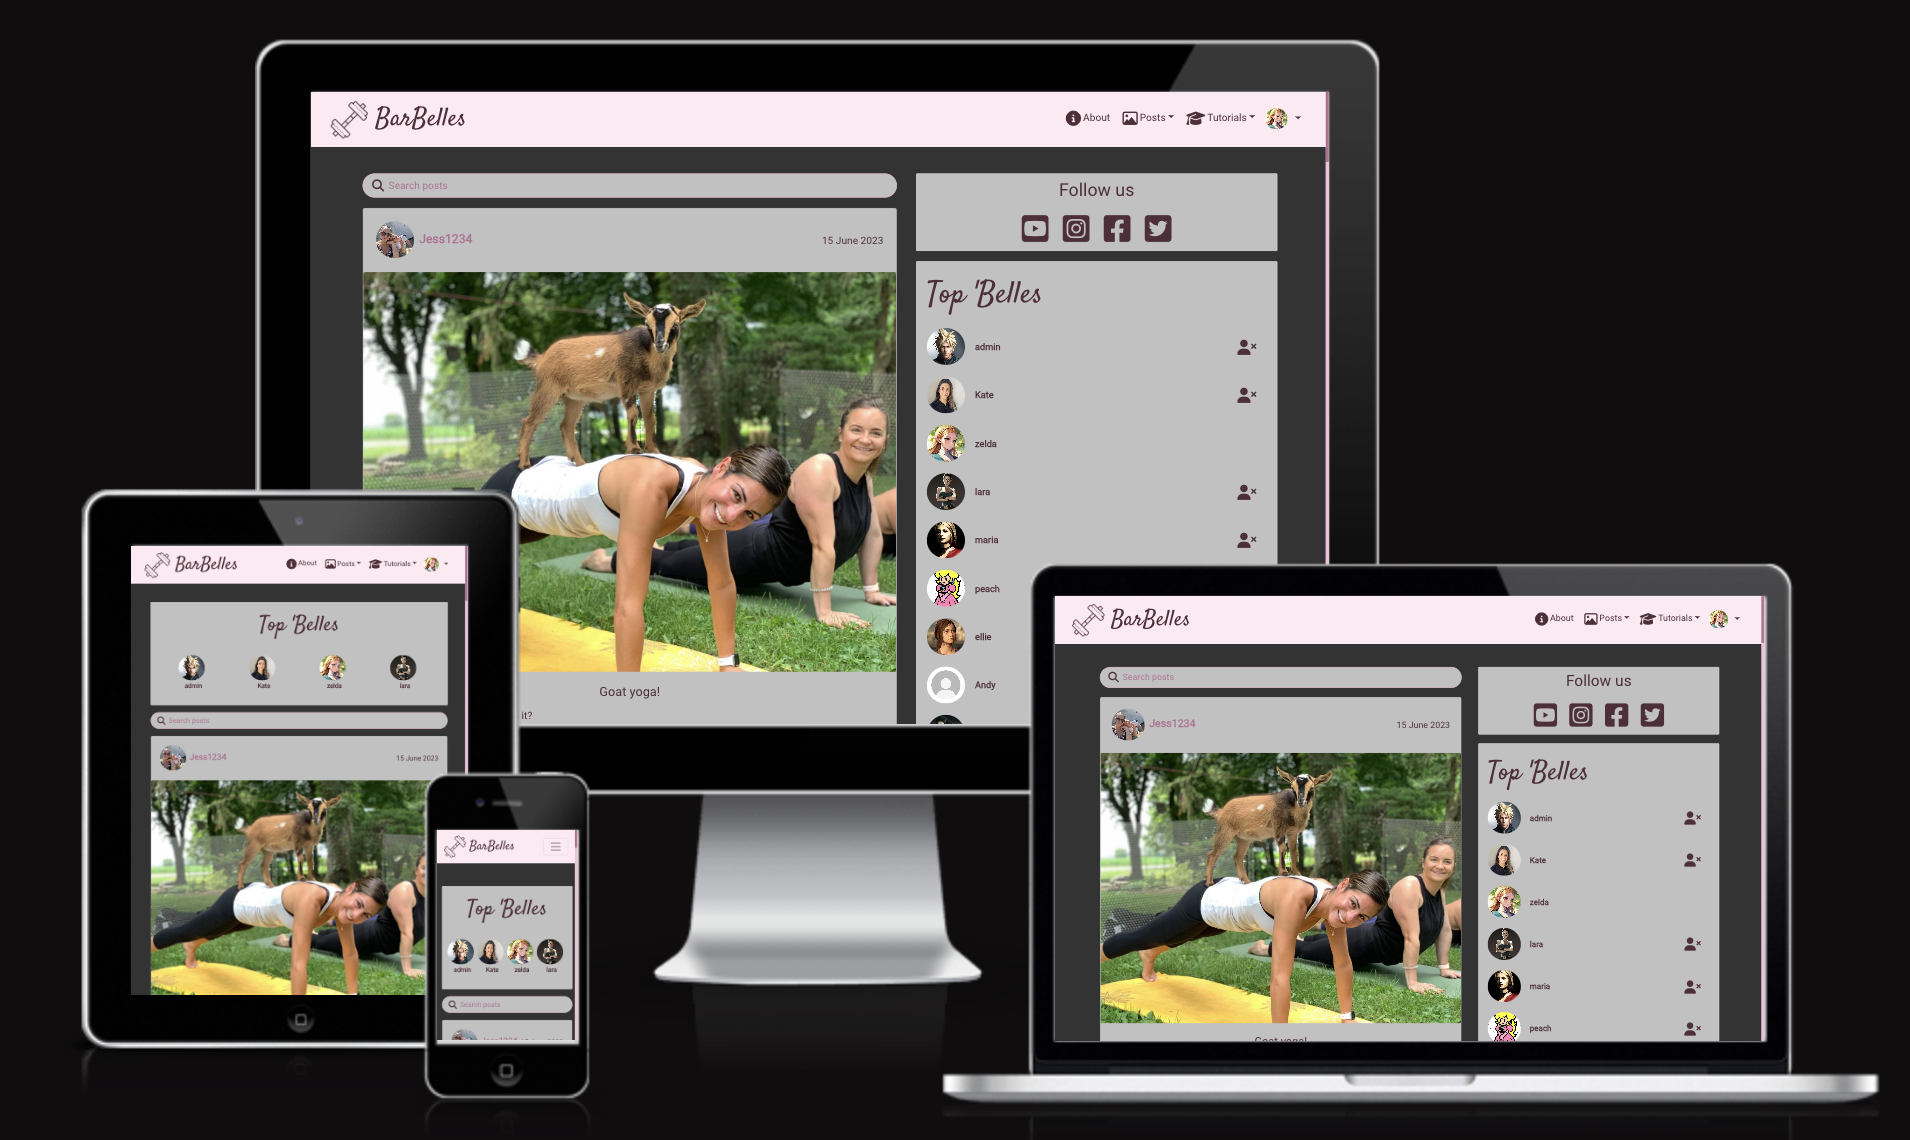 BarBelles
About Posts Tutorials
Search posts
Jess1234 15 June 2023
Goat yoga!
it?
Follow us
Top 'Belles
admin
Kate
zelda
lara
maria
peach
ellie
Andy
BarBelles
About Posts Tutorials
Top 'Belles
admin Kate zelda lara
Search posts
Jess1234 15 June 2023
BarBelles
Top 'Belles
admin Kate zelda lara
Search posts
BarBelles
About Posts Tutorials
Search posts
Jess1234 15 June 2023
Goat yoga!
Follow us
Top 'Belles
admin
Kate
zelda
lara
maria
peach